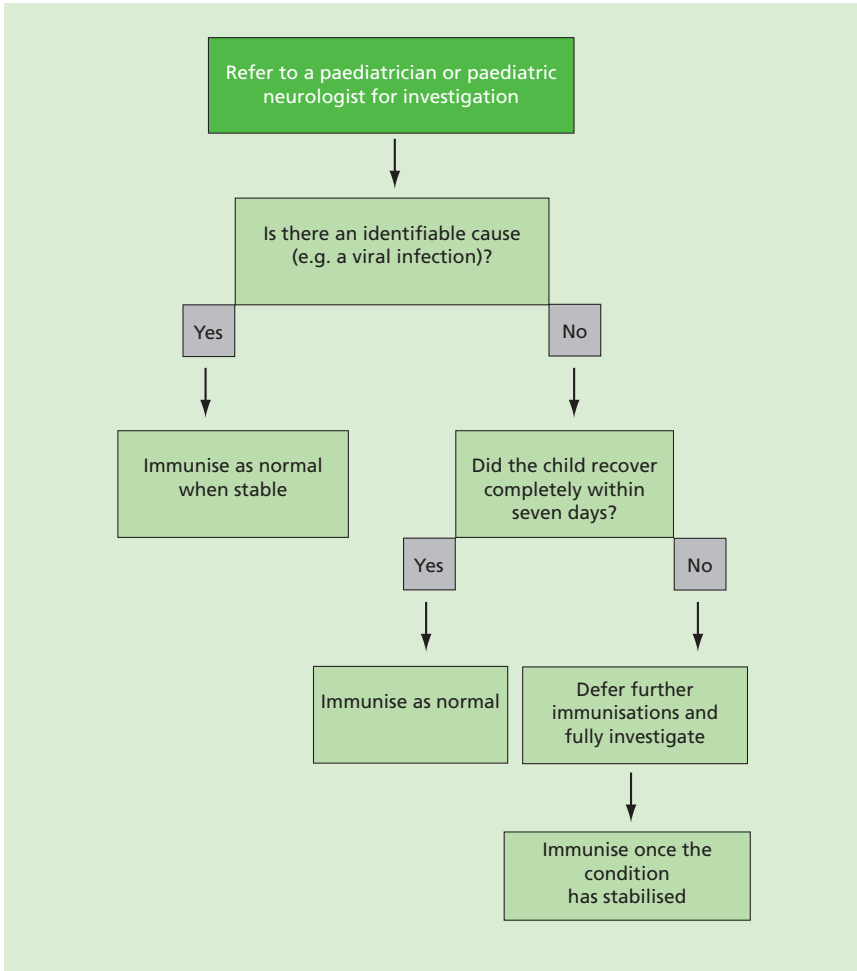 Refer to a paediatrician or paediatric
neurologist for investigation
Is there an identifiable cause
(e.g. a viral infection)?
Yes
No
Immunise as normal
when stable
Did the child recover
completely within
seven days?
Yes
No
Immunise as normal
Defer further
immunisations and
fully investigate
Immunise once the
condition
has stabilised